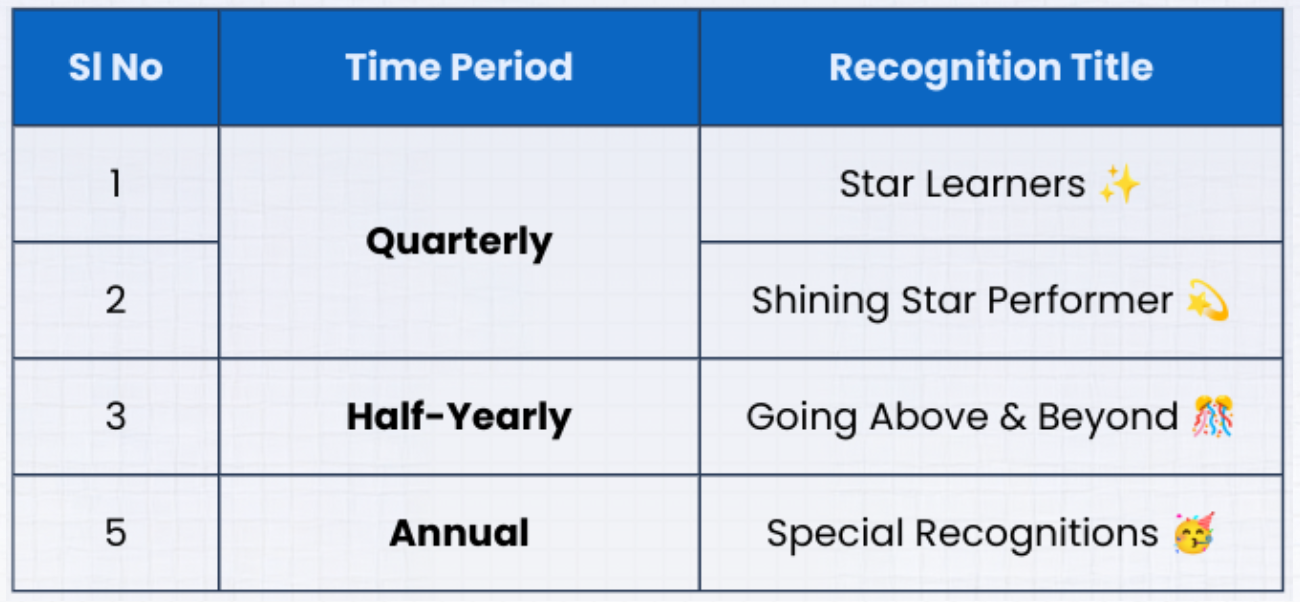 Sl No Time Period Recognition Title
1 Star Learners ✨
Quarterly
2 Shining Star Performer 💫
3 Half-Yearly Going Above & Beyond 🎊
5 Annual Special Recognitions 🥳